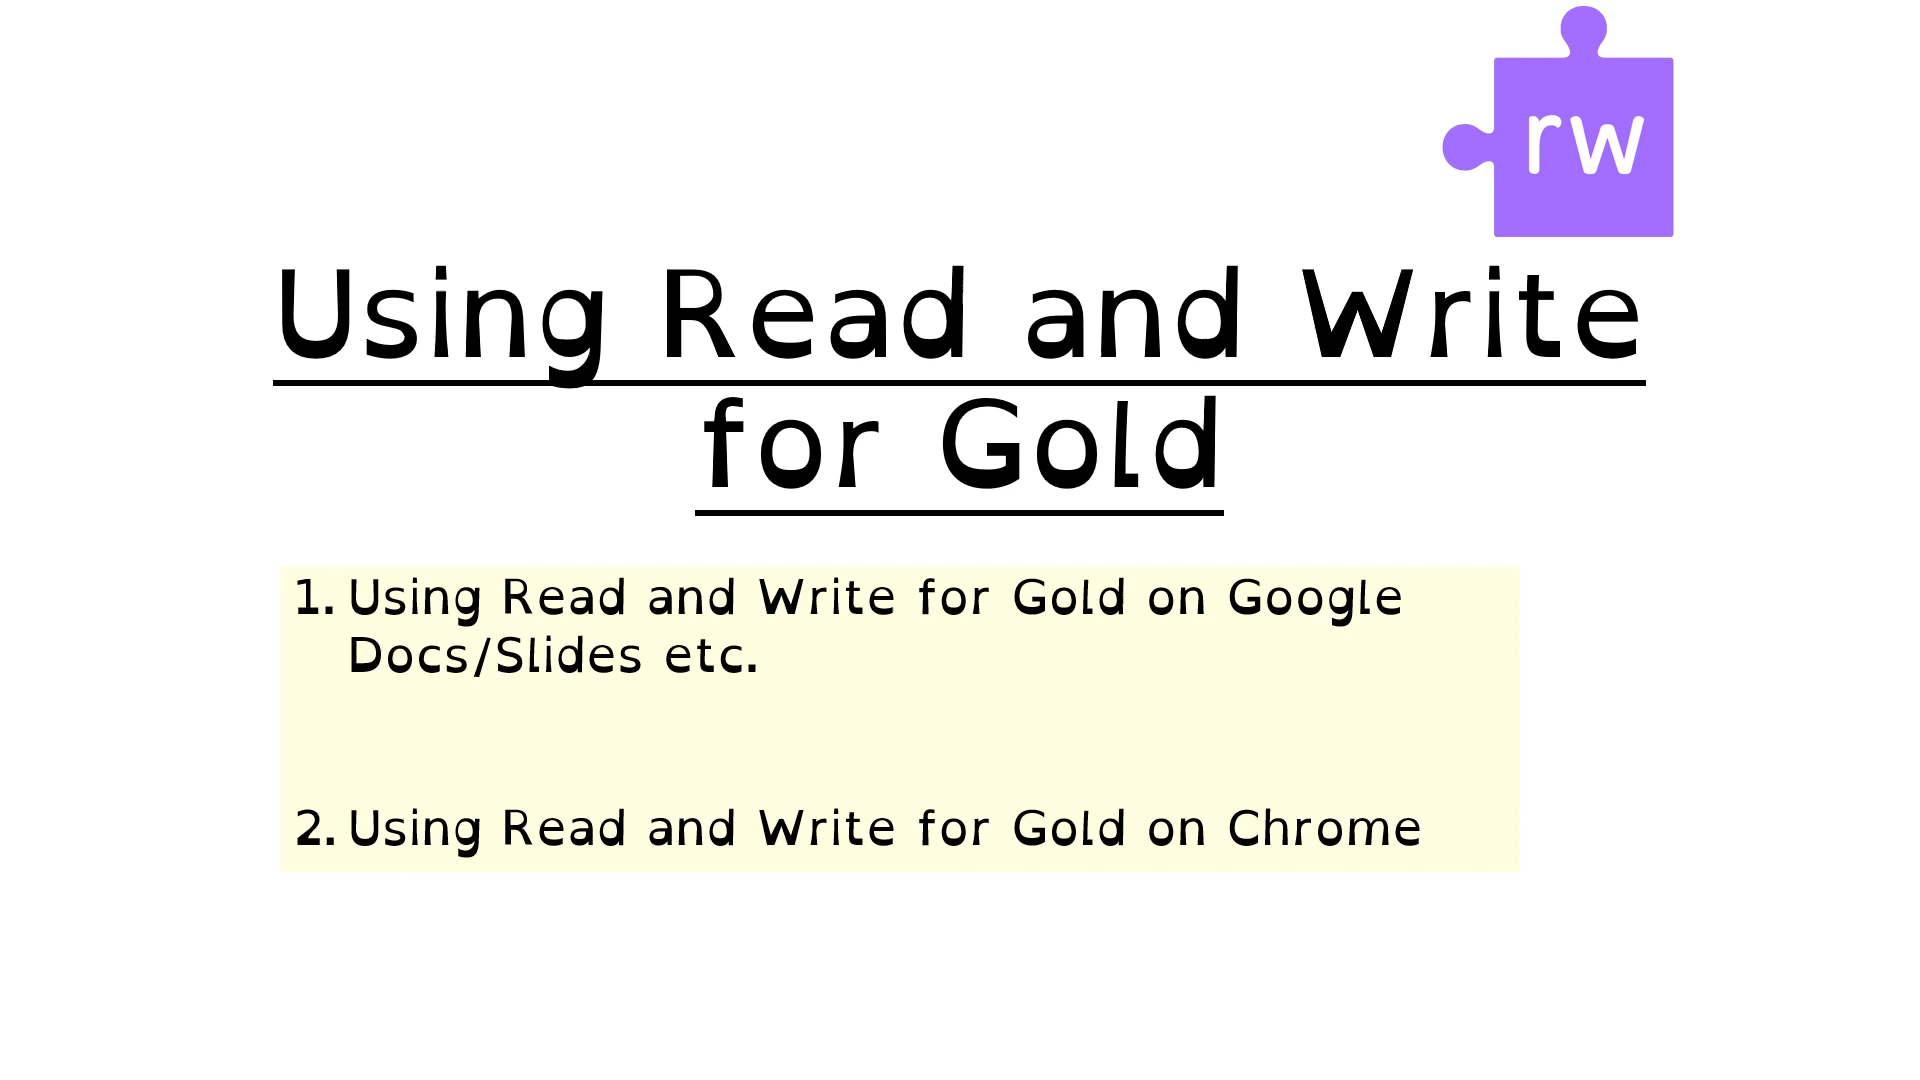 rw
Using Read and Write
for Gold
1. Using Read and Write for Gold on Google
Docs/Slides etc.
2. Using Read and Write for Gold on Chrome